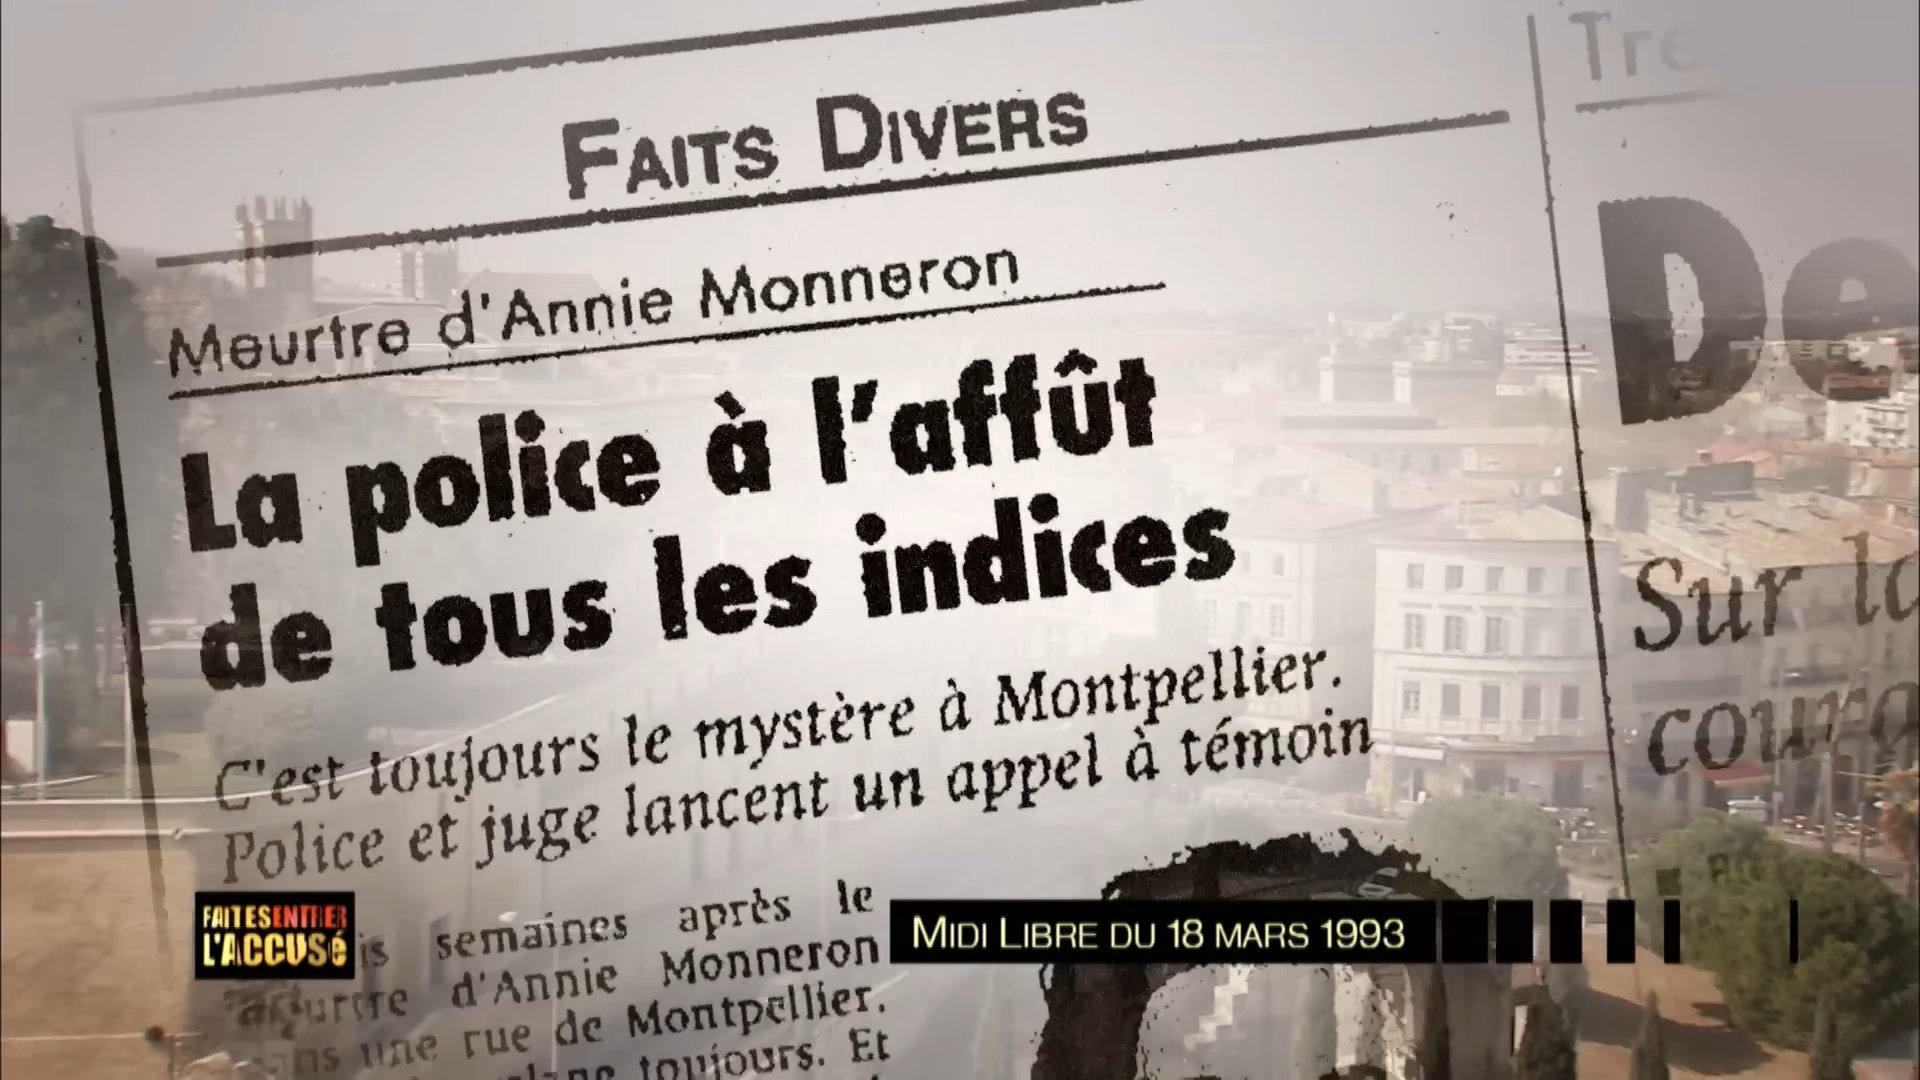 FAITS DIVERS
Meurtre d'Annie Monneron
La police à l'affût
de tous les indices
C'est toujours le mystère à Montpellier.
Police et juge lancent un appel à témoin
semaines après le
d'Annie Monneron
une rue de Montpellier.
toujours. Et
Tre
De
Sur
FAITES ENTRER
L'ACCUSé
MIDI LIBRE DU 18 MARS 1993